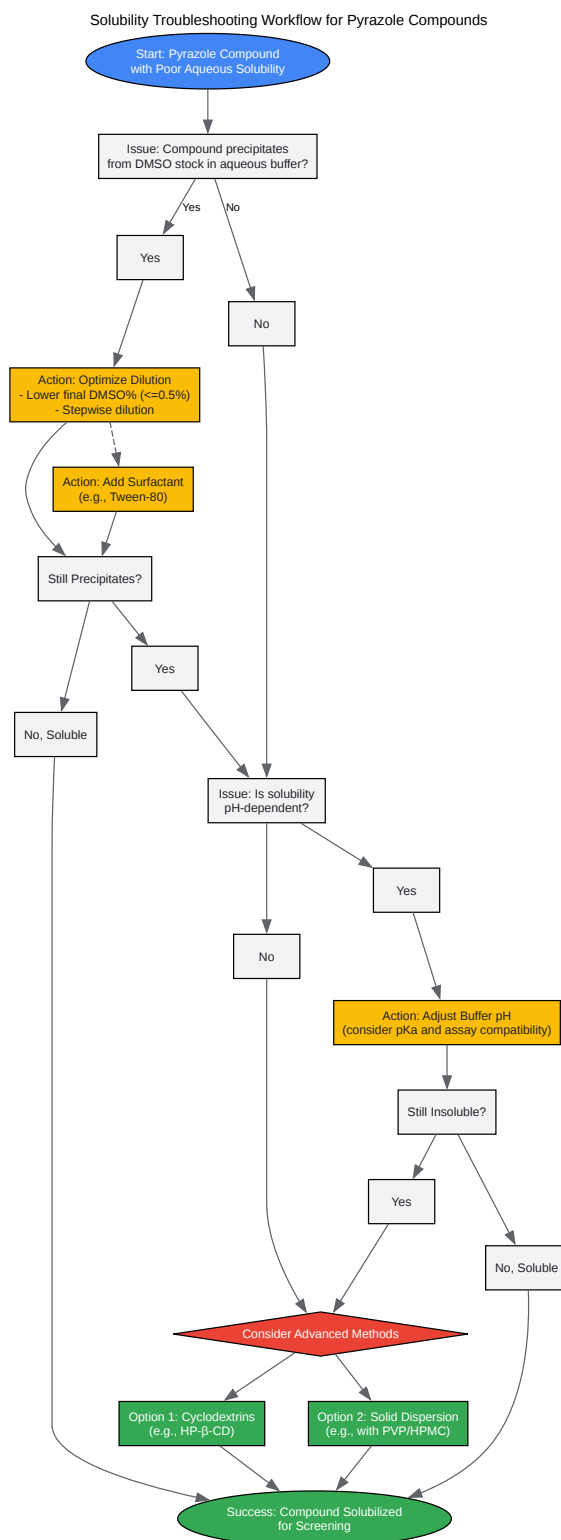 Solubility Troubleshooting Workflow for Pyrazole Compounds
Start: Pyrazole Compound
with Poor Aqueous Solubility
Issue: Compound precipitates
from DMSO stock in aqueous buffer?
Yes
No
Yes
No
Action: Optimize Dilution
- Lower final DMSO% (<=0.5%)
- Stepwise dilution
Action: Add Surfactant
(e.g., Tween-80)
Still Precipitates?
Yes
No, Soluble
Issue: Is solubility
pH-dependent?
Yes
No
Action: Adjust Buffer pH
(consider pKa and assay compatibility)
Still Insoluble?
Yes
No, Soluble
Consider Advanced Methods
Option 1: Cyclodextrins
(e.g., HP-β-CD)
Option 2: Solid Dispersion
(e.g., with PVP/HPMC)
Success: Compound Solubilized
for Screening